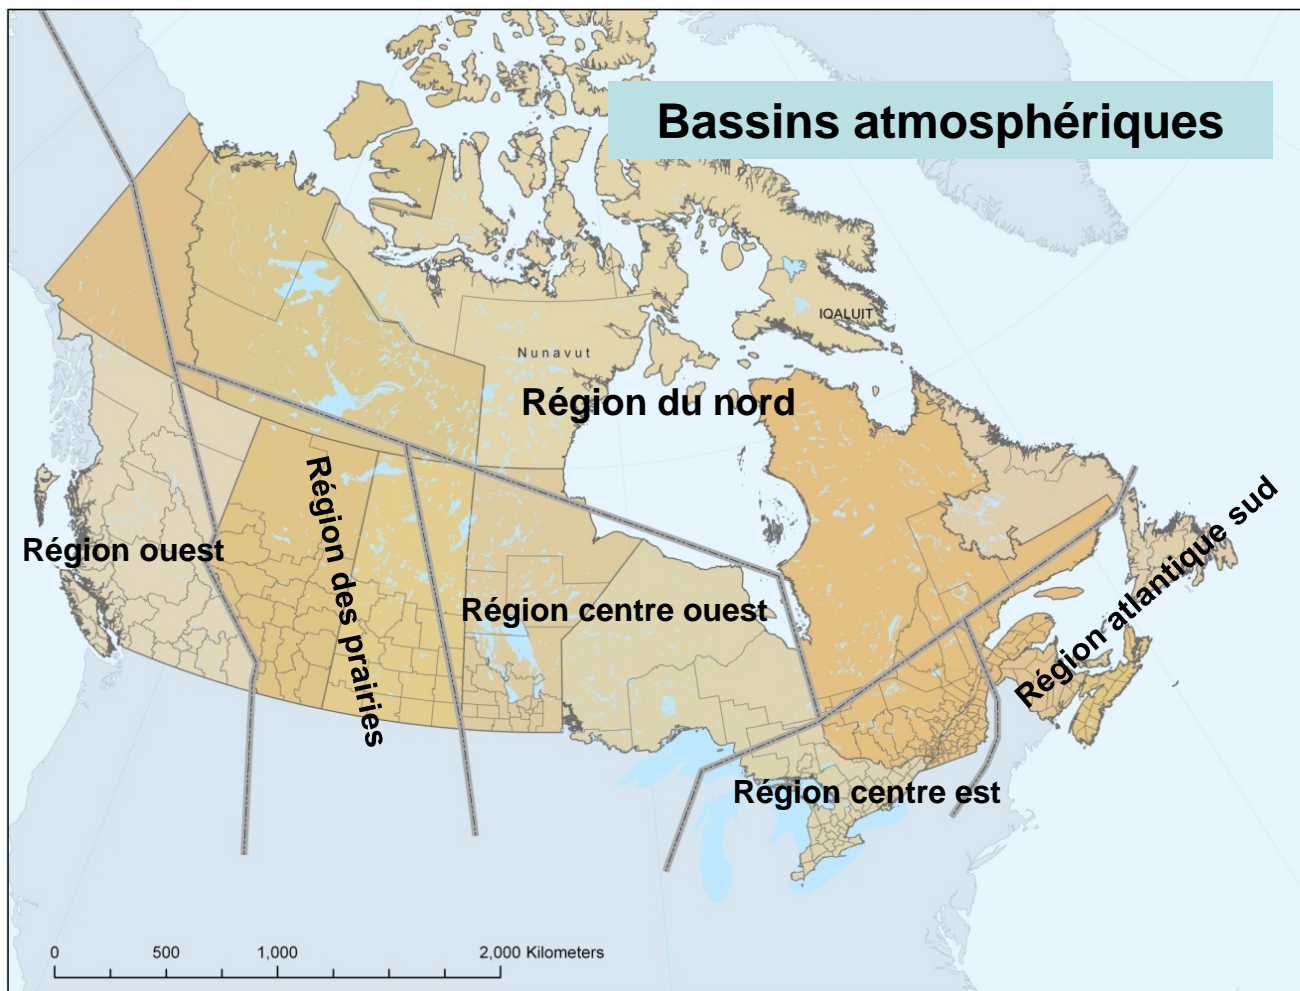 Bassins atmosphériques
IQALUIT
Nunavut
Région du nord
Région ouest
Région des prairies
Région centre ouest
Région atlantique sud
Région centre est
0 500 1,000 2,000 Kilometers